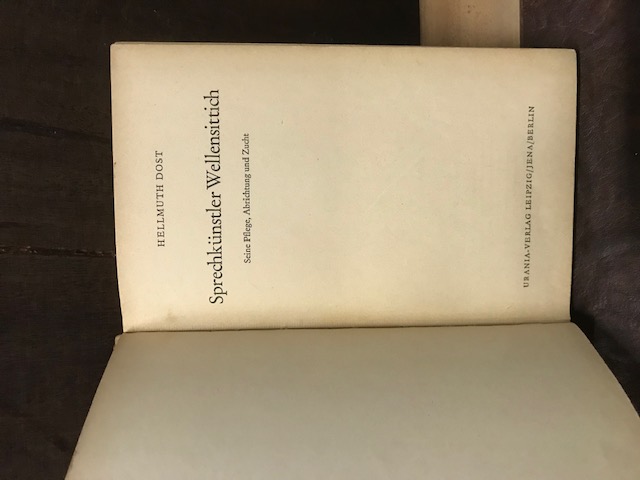 HELLMUTH DOST
Sprechkünstler Wellensittich
Seine Pflege, Abrichtung und Zucht
URANIA-VERLAG LEIPZIG/JENA/BERLIN